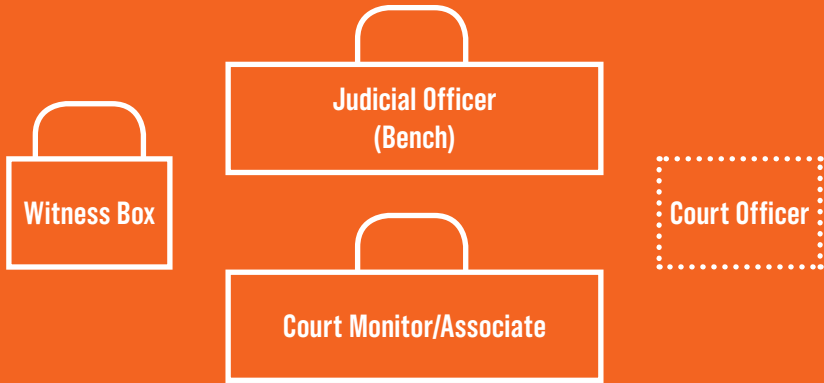 Judicial Officer
(Bench)
Witness Box
Court Officer
Court Monitor/Associate